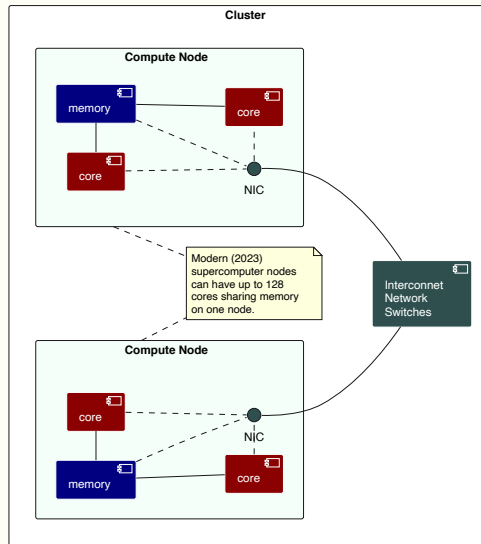 Cluster
Compute Node
memory
core
core
NIC
Modern (2023)
supercomputer nodes
can have up to 128
cores sharing memory
on one node.
Interconnet
Network
Switches
Compute Node
core
NIC
memory
core